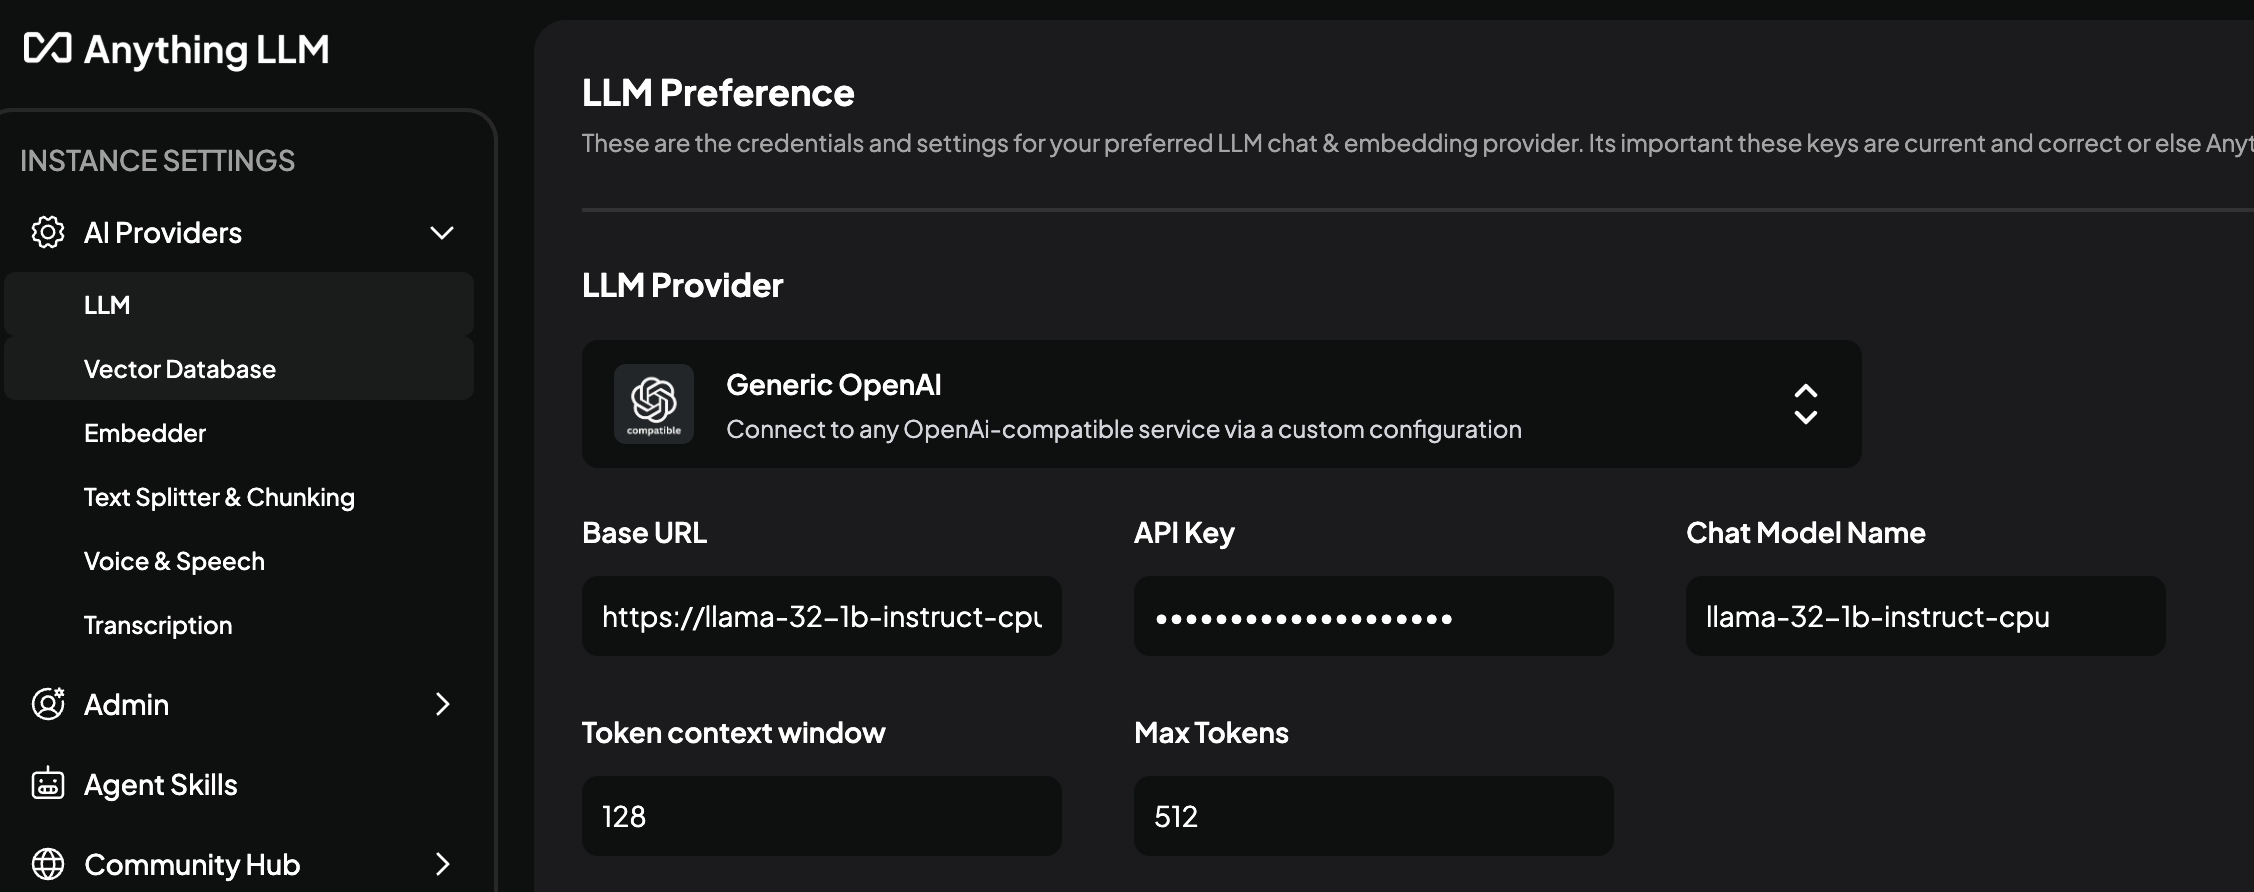 Anything LLM
INSTANCE SETTINGS
AI Providers
LLM
Vector Database
Embedder
Text Splitter & Chunking
Voice & Speech
Transcription
Admin
Agent Skills
Community Hub
LLM Preference
These are the credentials and settings for your preferred LLM chat & embedding provider. Its important these keys are current and correct or else Anyt
LLM Provider
compatible
Generic OpenAI
Connect to any OpenAi-compatible service via a custom configuration
Base URL
API Key
Chat Model Name
https://llama-32-1b-instruct-cpu
••••••••••••••••••••
llama-32-1b-instruct-cpu
Token context window
Max Tokens
128
512